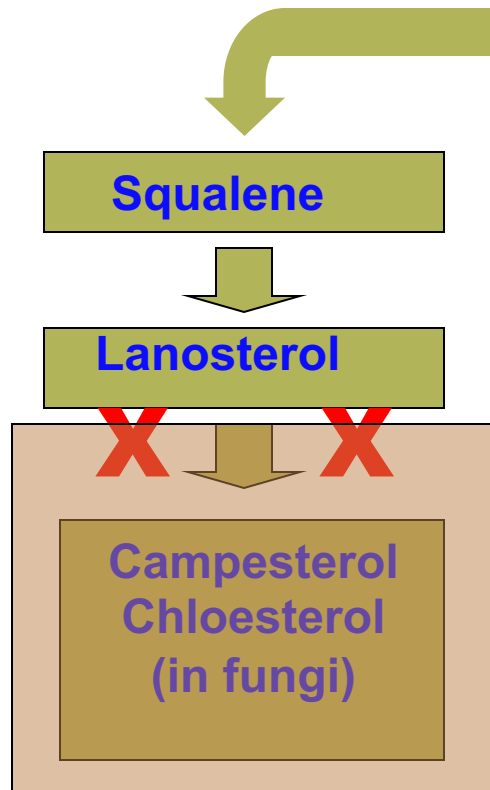 Squalene
Lanosterol
X X
Campesterol
Chloesterol
(in fungi)